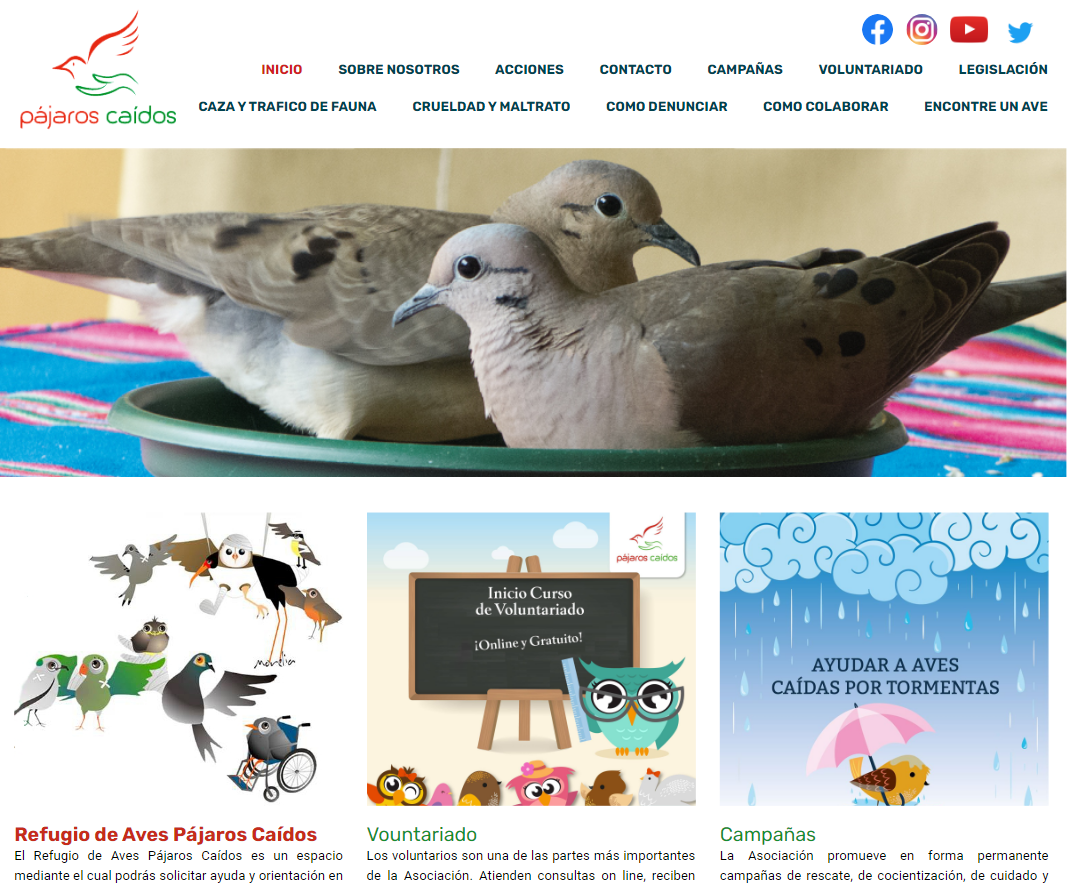 pájaros caídos
INICIO SOBRE NOSOTROS ACCIONES CONTACTO CAMPAÑAS VOLUNTARIADO LEGISLACIÓN
CAZA Y TRAFICO DE FAUNA CRUELDAD Y MALTRATO COMO DENUNCIAR COMO COLABORAR ENCONTRE UN AVE
marelia
pájaros caídos
Inicio Curso
de Voluntariado
¡Online y Gratuito!
AYUDAR A AVES
CAÍDAS POR TORMENTAS
Refugio de Aves Pájaros Caídos
El Refugio de Aves Pájaros Caídos es un espacio
mediante el cual podrás solicitar ayuda y orientación en
Vountariado
Los voluntarios son una de las partes más importantes
de la Asociación. Atienden consultas on line, reciben
Campañas
La Asociación promueve en forma permanente
campañas de rescate, de cocientización, de cuidado y